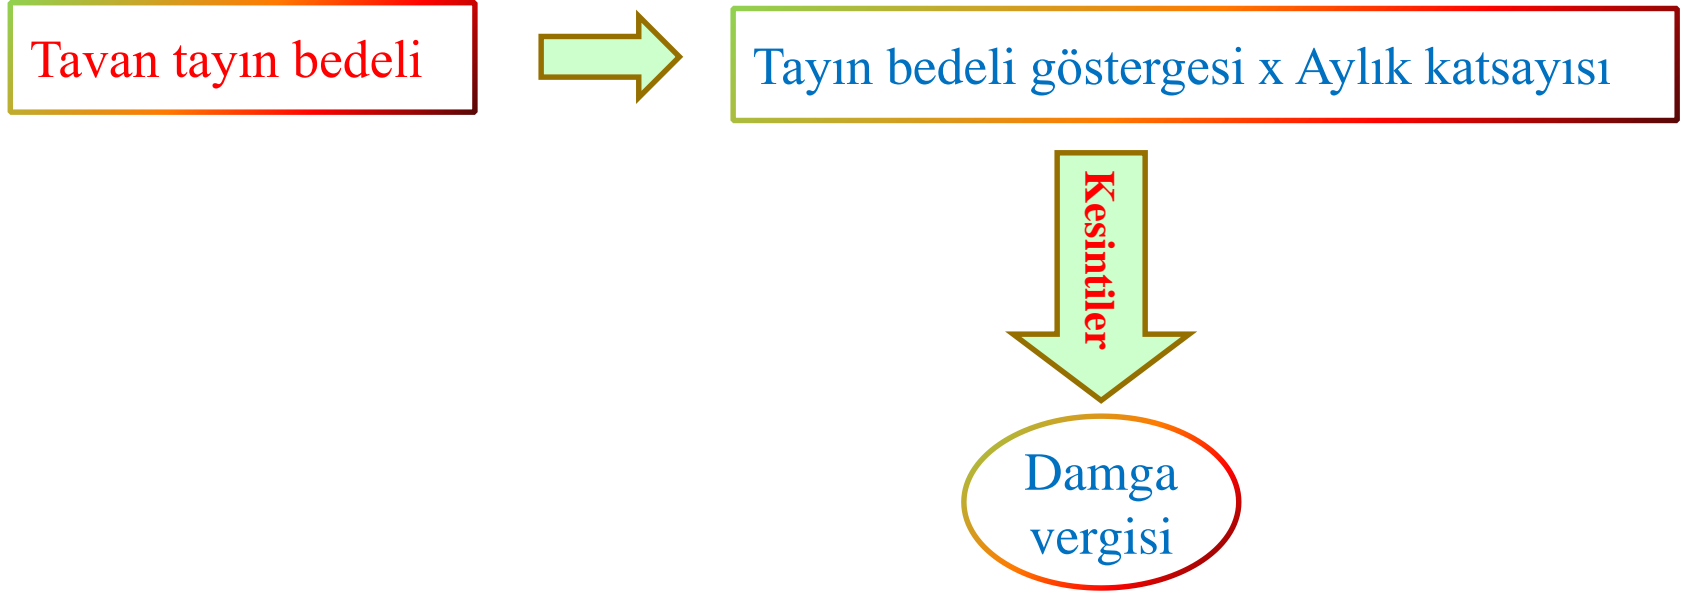 Tavan tayın bedeli
Tayın bedeli göstergesi x Aylık katsayısı
Kesintiler
Damga
vergisi